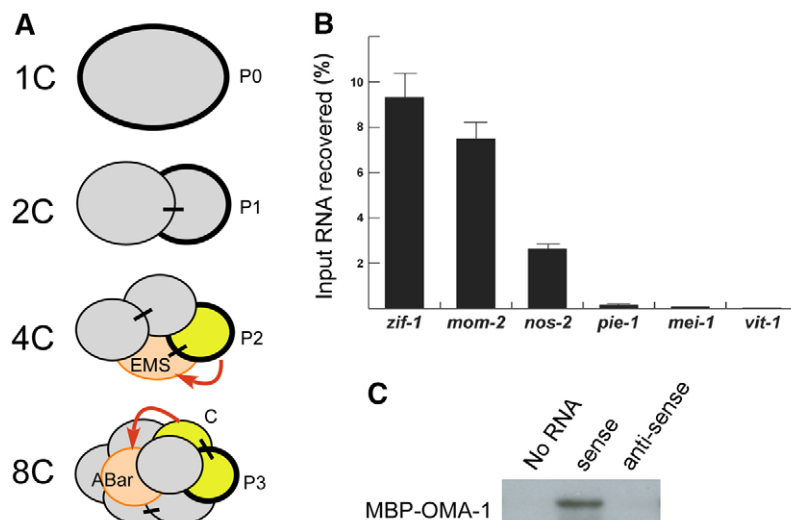 A
1C
P0
2C
P1
4C
P2
EMS
8C
C
ABar
P3
B
Input RNA recovered (%)
10
8
6
4
2
zif-1 mom-2 nos-2 pie-1 mei-1 vit-1
C
No RNA sense anti-sense
MBP-OMA-1